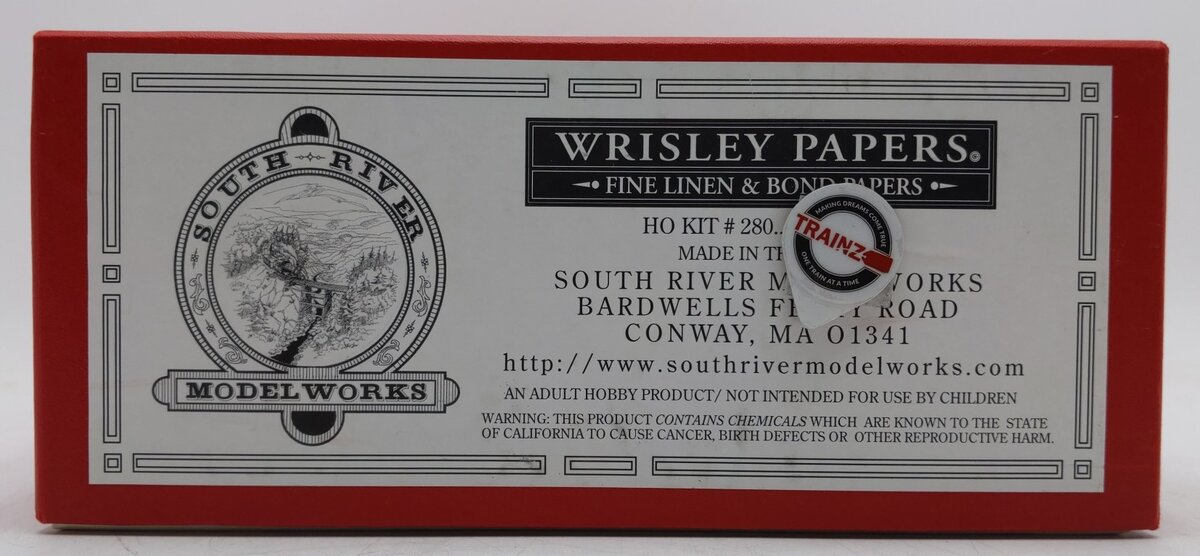 SOUTH RIVER
MODELWORKS
WRISLEY PAPERS©
FINE LINEN & BOND PAPERS
HO KIT # 280..
MADE IN
SOUTH RIVER
BARDWELLS ROAD
CONWAY, MA 01341
http://www.southrivermodelworks.com
AN ADULT HOBBY PRODUCT/ NOT INTENDED FOR USE BY CHILDREN
WARNING: THIS PRODUCT CONTAINS CHEMICALS WHICH ARE KNOWN TO THE STATE
OF CALIFORNIA TO CAUSE CANCER, BIRTH DEFECTS OR OTHER REPRODUCTIVE HARM.
MAKING DREAMS COME TRUE
TRAINZ
ONE TRAIN AT A TIME